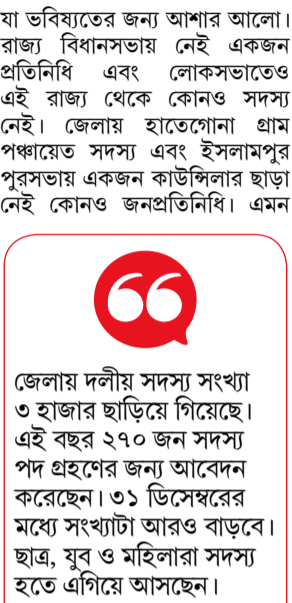 যা ভবিষ্যতের জন্য আশার আলো।
রাজ্য বিধানসভায় নেই একজন
প্রতিনিধি এবং লোকসভাতেও
এই রাজ্য থেকে কোনও সদস্য
নেই। জেলায় হাতেগোনা গ্রাম
পঞ্চায়েত সদস্য এবং ইসলামপুর
পুরসভায় একজন কাউন্সিলার ছাড়া
নেই কোনও জনপ্রতিনিধি। এমন
জেলায় দলীয় সদস্য সংখ্যা
৩ হাজার ছাড়িয়ে গিয়েছে।
এই বছর ২৭০ জন সদস্য
পদ গ্রহণের জন্য আবেদন
করেছেন। ৩১ ডিসেম্বরের
মধ্যে সংখ্যাটা আরও বাড়বে।
ছাত্র, যুব ও মহিলারা সদস্য
হতে এগিয়ে আসছেন।